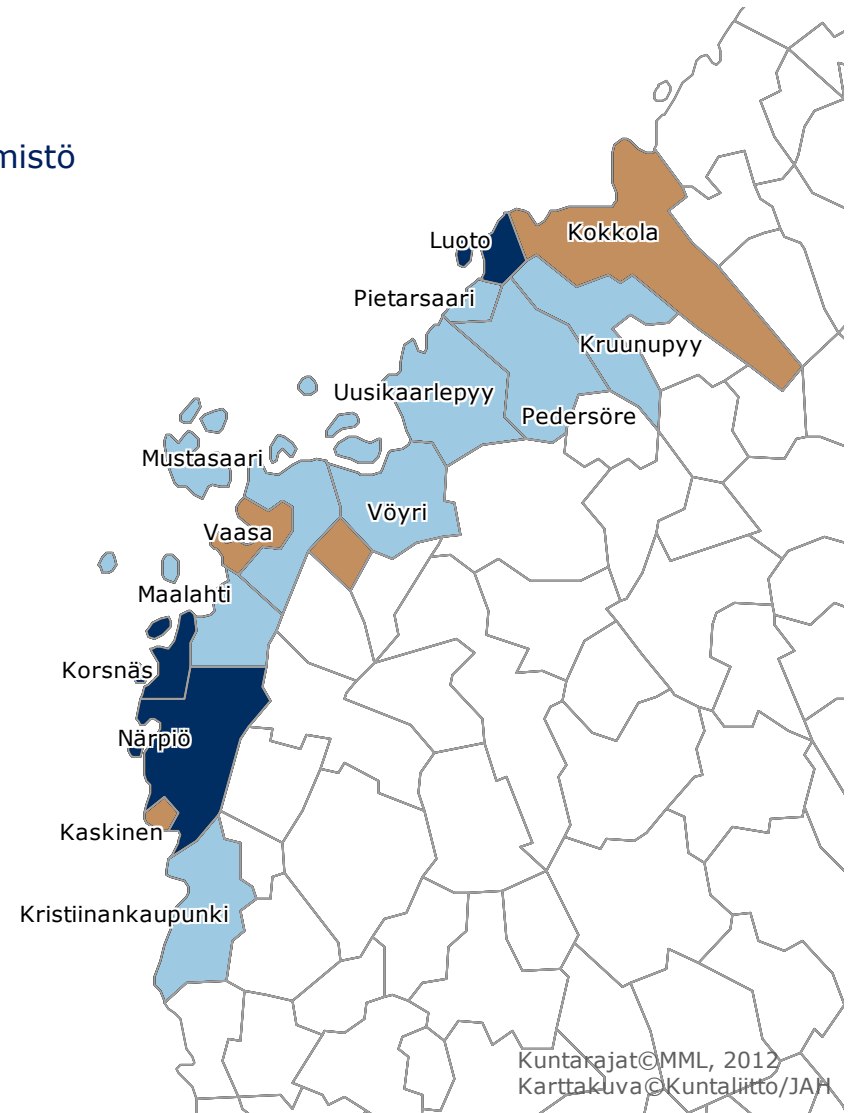 mistö
Luoto
Kokkola
Pietarsaari
Kruunupyy
Uusikaarlepyy
Pedersöre
Mustasaari
Vöyri
Vaasa
Maalahti
Korsnäs
Närpiö
Kaskinen
Kristiinankaupunki
Kuntarajat©MML, 2012
Karttakuva©Kuntaliitto/JAH